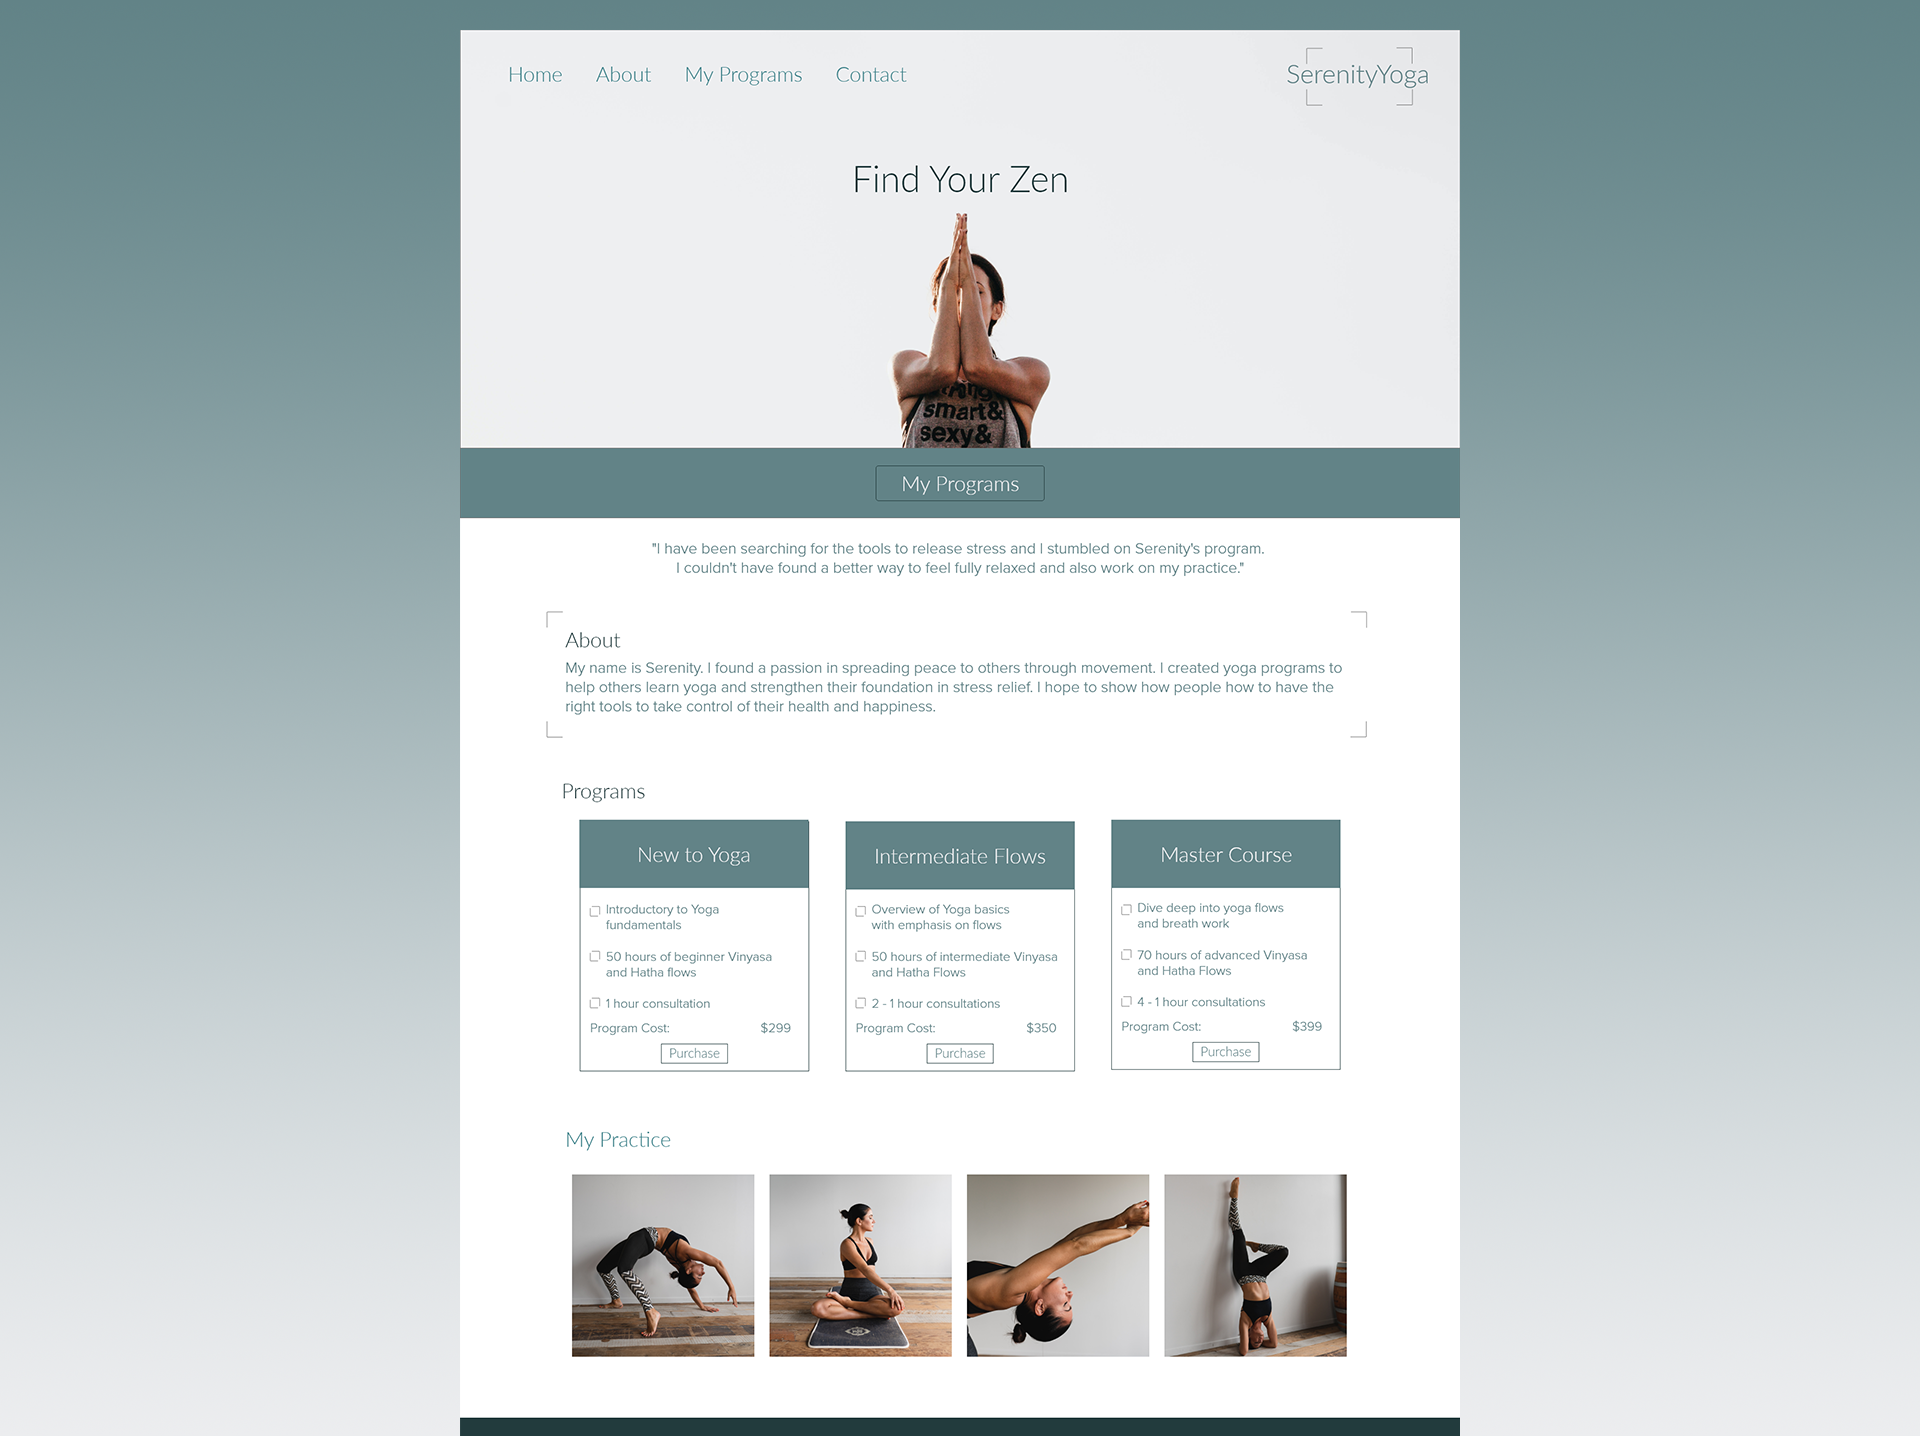 Home About My Programs Contact
SerenityYoga
Find Your Zen
smart&
sexy&
My Programs
"I have been searching for the tools to release stress and I stumbled on Serenity's program.
I couldn't have found a better way to feel fully relaxed and also work on my practice."
About
My name is Serenity. I found a passion in spreading peace to others through movement. I created yoga programs to
help others learn yoga and strengthen their foundation in stress relief. I hope to show how people how to have the
right tools to take control of their health and happiness.
Programs
New to Yoga
Introductory to Yoga
fundamentals
50 hours of beginner Vinyasa
and Hatha flows
1 hour consultation
Program Cost: $299
Purchase
Intermediate Flows
Overview of Yoga basics
with emphasis on flows
50 hours of intermediate Vinyasa
and Hatha Flows
2 - 1 hour consultations
Program Cost: $350
Purchase
Master Course
Dive deep into yoga flows
and breath work
70 hours of advanced Vinyasa
and Hatha Flows
4 - 1 hour consultations
Program Cost: $399
Purchase
My Practice